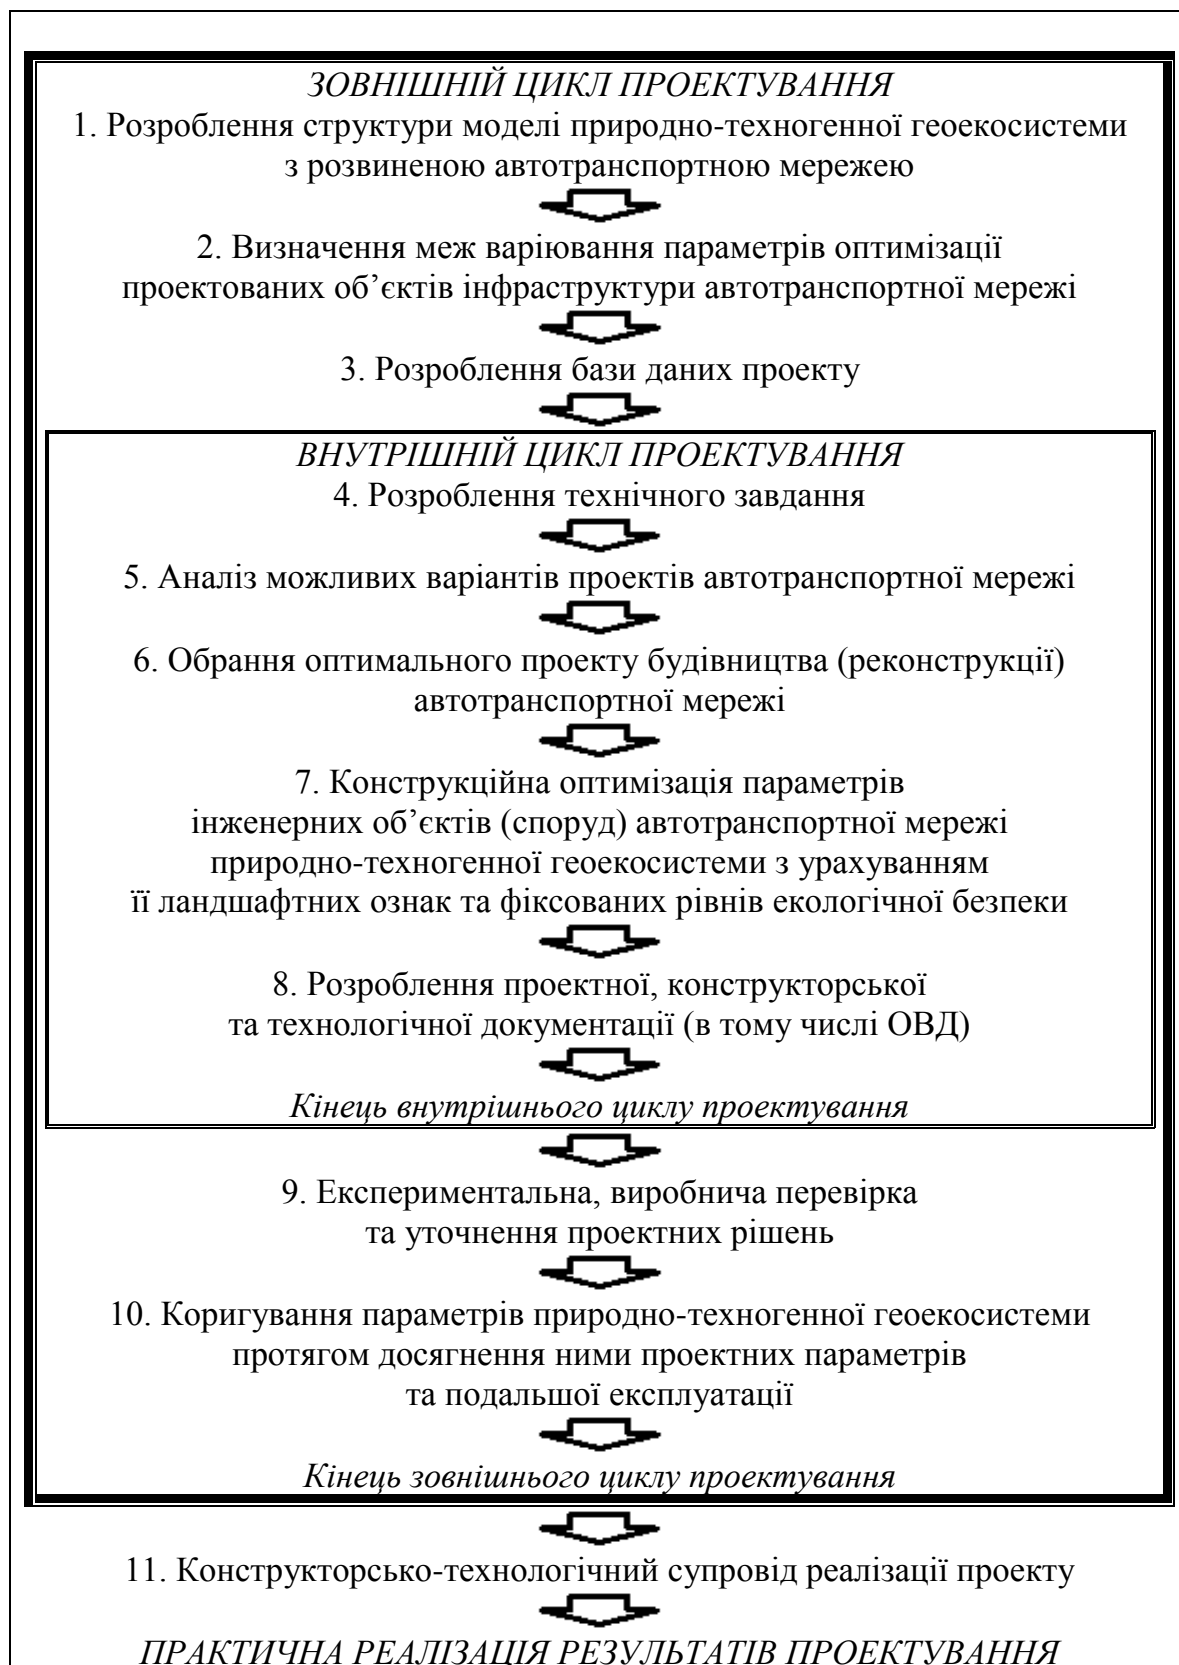 ЗОВНІШНІЙ ЦИКЛ ПРОЕКТУВАННЯ
1. Розроблення структури моделі природно-техногенної геоекосистеми
з розвиненою автотранспортною мережею
2. Визначення меж варіювання параметрів оптимізації
проектованих об’єктів інфраструктури автотранспортної мережі
3. Розроблення бази даних проекту
ВНУТРІШНІЙ ЦИКЛ ПРОЕКТУВАННЯ
4. Розроблення технічного завдання
5. Аналіз можливих варіантів проектів автотранспортної мережі
6. Обрання оптимального проекту будівництва (реконструкції)
автотранспортної мережі
7. Конструкційна оптимізація параметрів
інженерних об’єктів (споруд) автотранспортної мережі
природно-техногенної геоекосистеми з урахуванням
її ландшафтних ознак та фіксованих рівнів екологічної безпеки
8. Розроблення проектної, конструкторської
та технологічної документації (в тому числі ОВД)
Кінець внутрішнього циклу проектування
9. Експериментальна, виробнича перевірка
та уточнення проектних рішень
10. Коригування параметрів природно-техногенної геоекосистеми
протягом досягнення ними проектних параметрів
та подальшої експлуатації
Кінець зовнішнього циклу проектування
11. Конструкторсько-технологічний супровід реалізації проекту
ПРАКТИЧНА РЕАЛІЗАЦІЯ РЕЗУЛЬТАТІВ ПРОЕКТУВАННЯ